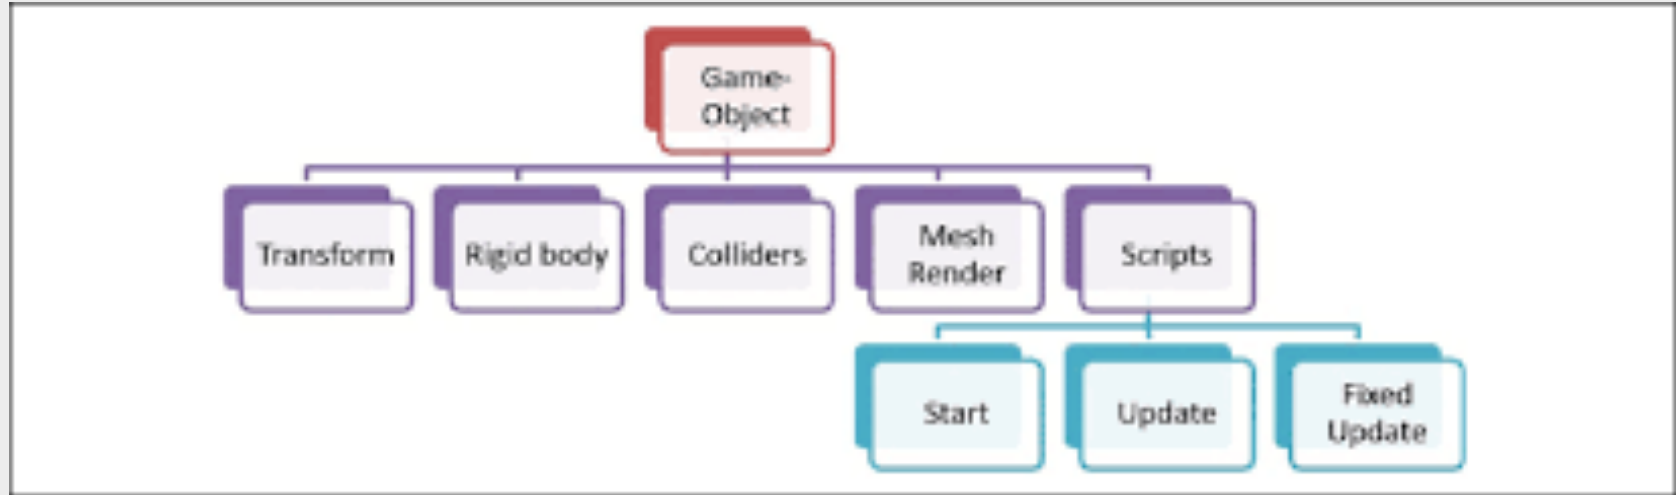 Game-
Object
Transform
Rigid body
Colliders
Mesh
Render
Scripts
Start
Update
Fixed
Update